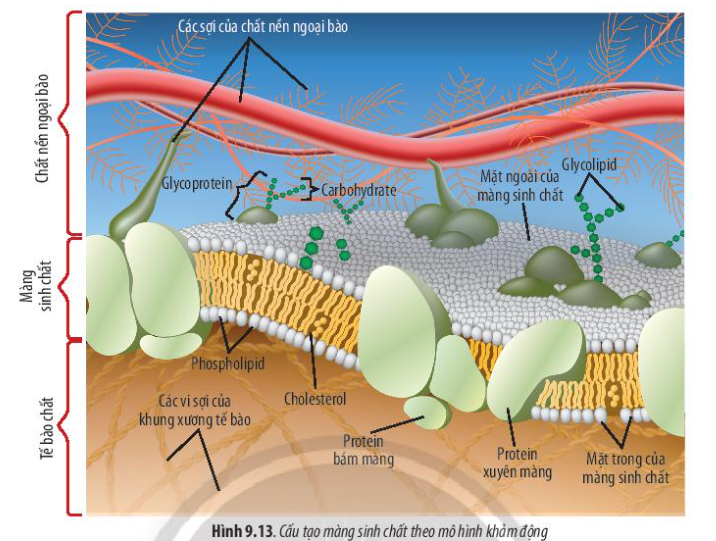 Các sợi của chất nền ngoại bào
Chất nền ngoại bào
Glycoprotein
Carbohydrate
Mặt ngoài của
màng sinh chất
Glycolipid
Màng
sinh chất
Phospholipid
Cholesterol
Tế bào chất
Các vi sợi của
khung xương tế bào
Protein
bám màng
Protein
xuyên màng
Mặt trong của
màng sinh chất
Hình 9.13. Cấu tạo màng sinh chất theo mô hình khảm động